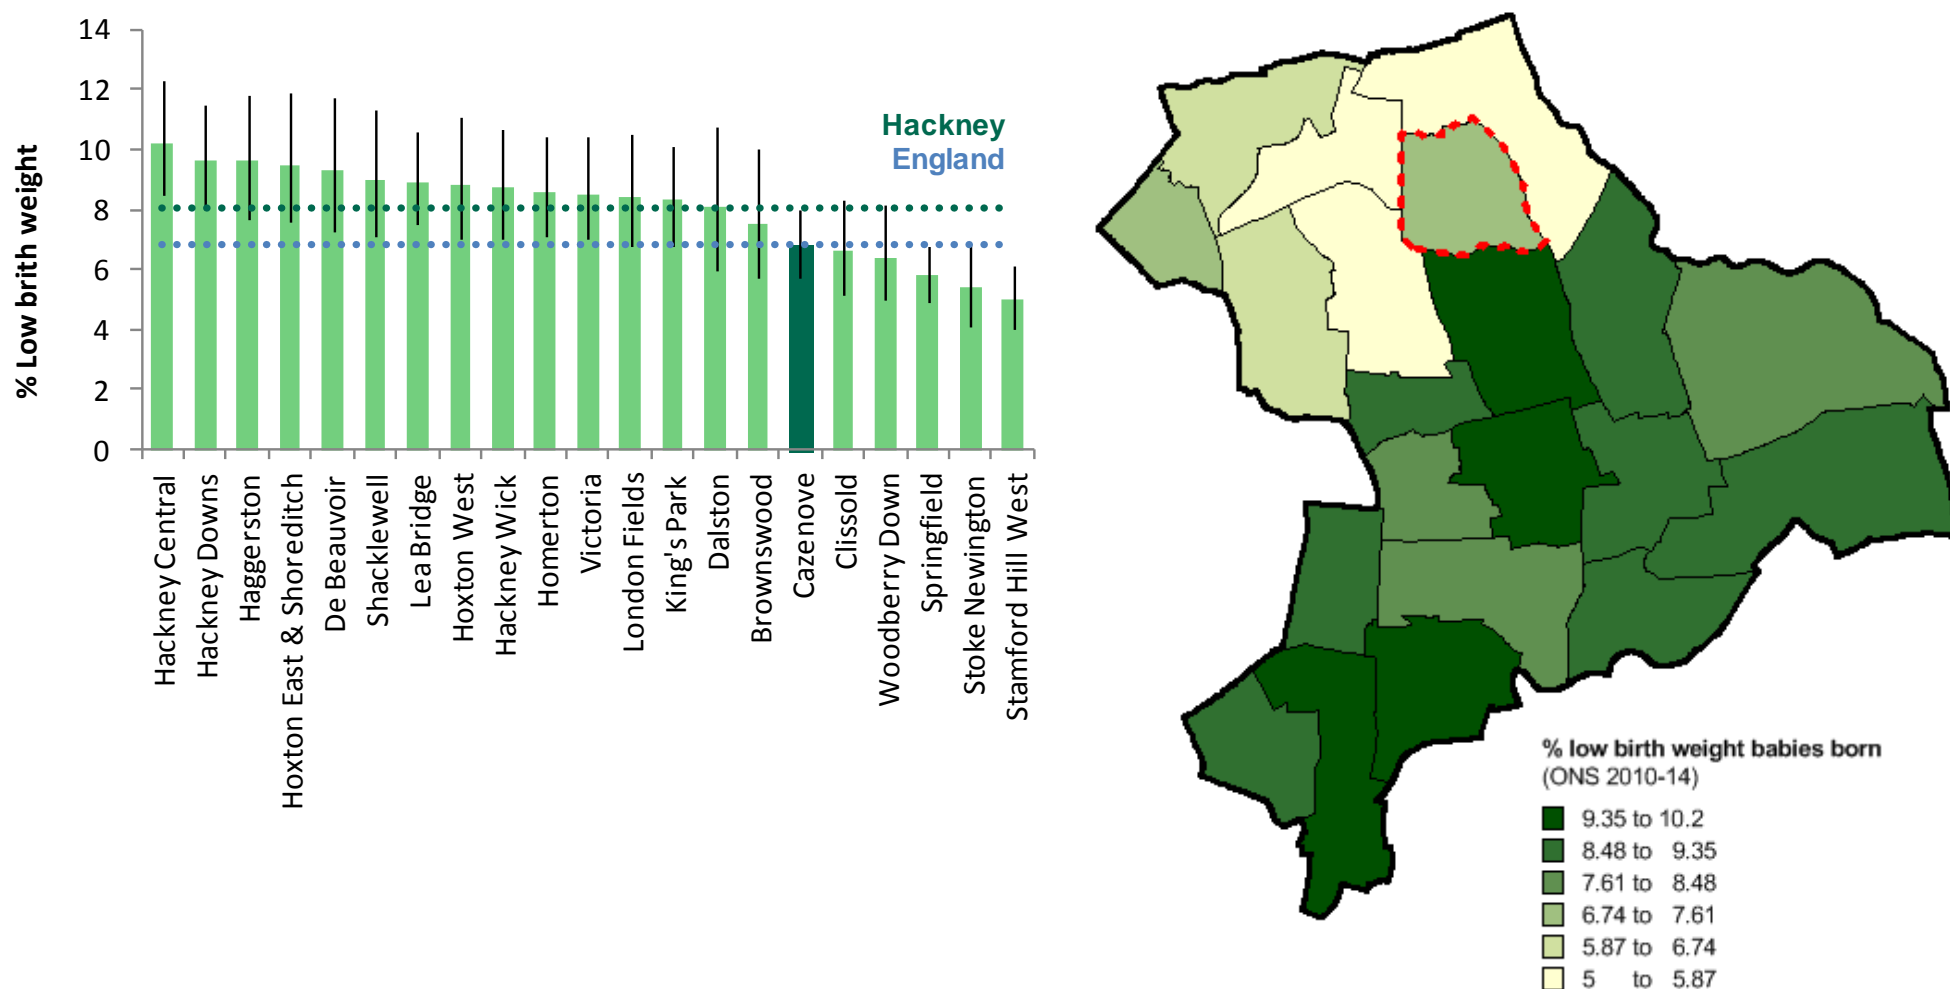 % Low brith weight
14
12
10
8
6
4
2
0
Hackney
England
Hackney Central
Hackney Downs
Haggerston
Hoxton East & Shoreditch
De Beauvoir
Shacklewell
Lea Bridge
Hoxton West
Hackney Wick
Homerton
Victoria
London Fields
King's Park
Dalston
Brownswood
Cazenove
Clissold
Woodberry Down
Springfield
Stoke Newington
Stamford Hill West
% low birth weight babies born
(ONS 2010-14)
9.35 to 10.2
8.48 to 9.35
7.61 to 8.48
6.74 to 7.61
5.87 to 6.74
5 to 5.87